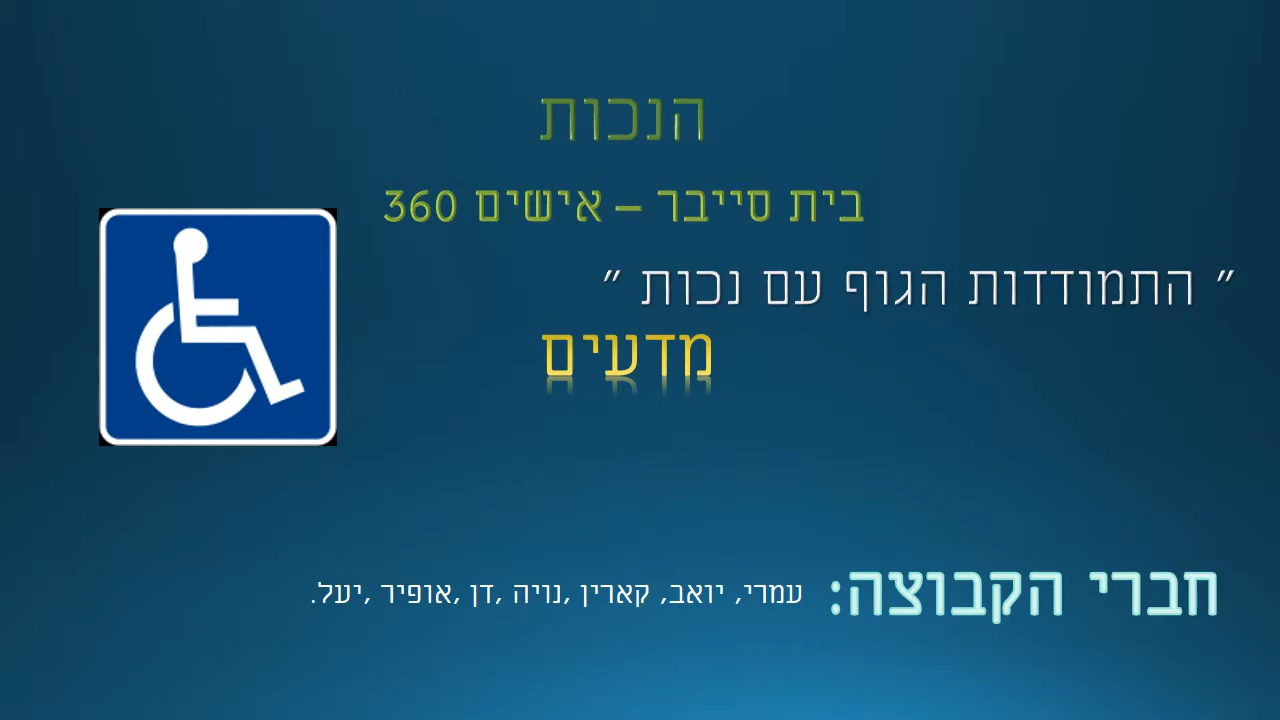 הנכות
בית סייבר – אישים 360
" התמודדות הגוף עם נכות "
מדעים
חברי הקבוצה: עמרי, יואב, קארין ,נויה ,דן ,אופיר ,יעל.